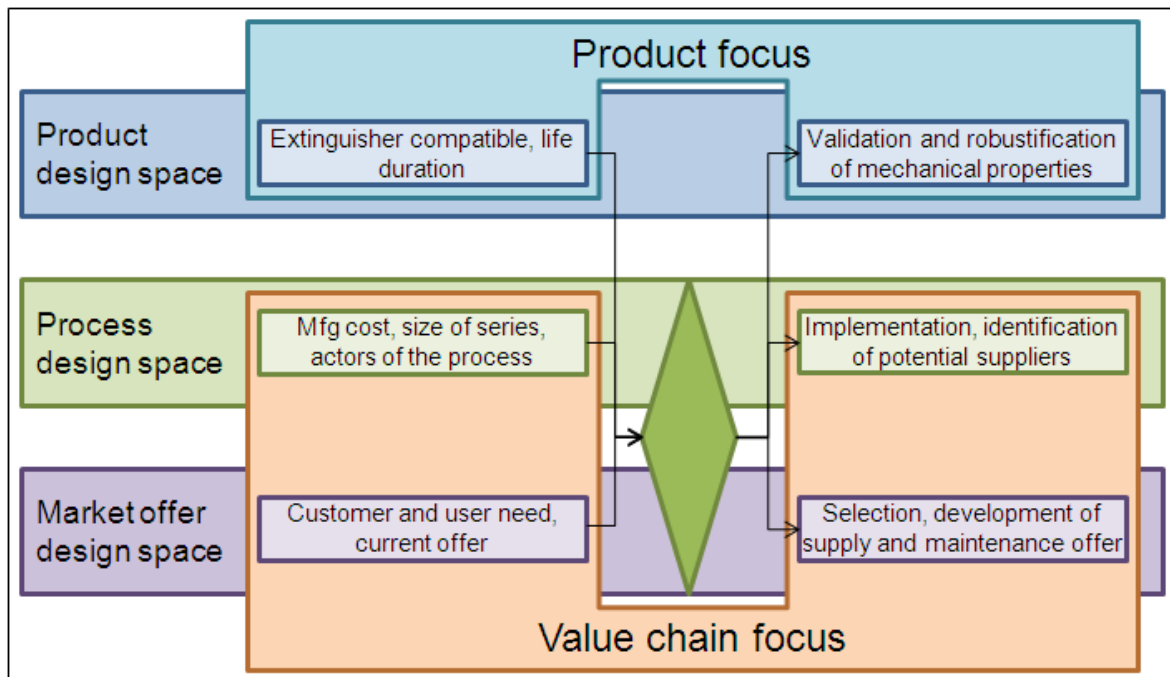 Product focus
Product
design space
Extinguisher compatible, life
duration
Validation and robustification
of mechanical properties
Process
design space
Mfg cost, size of series,
actors of the process
Implementation, identification
of potential suppliers
Market offer
design space
Customer and user need,
current offer
Selection, development of
supply and maintenance offer
Value chain focus